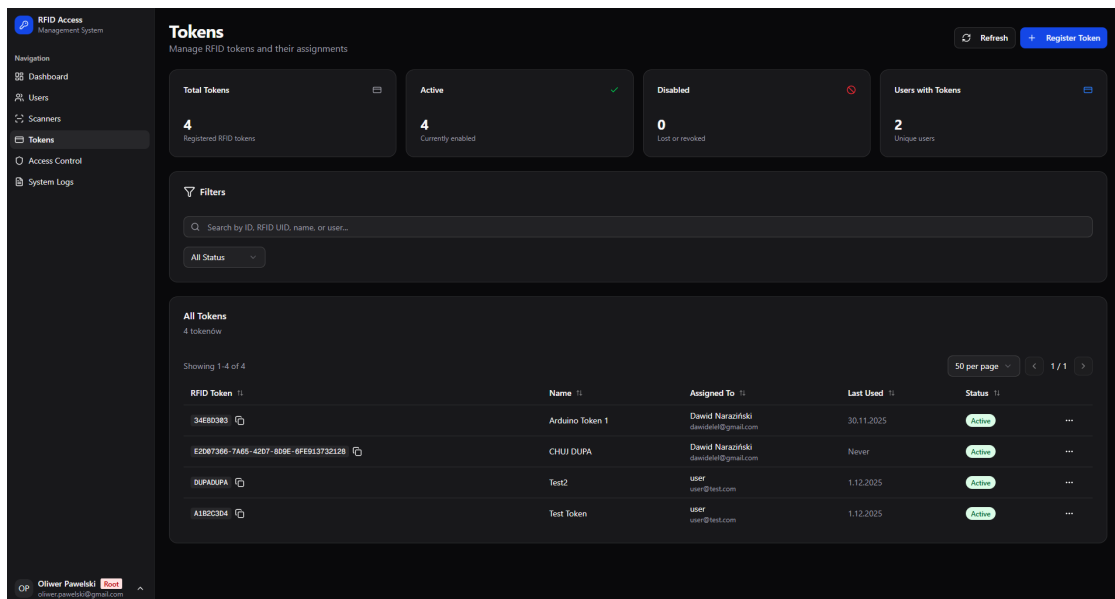 RFID Access
Management System
Navigation
Dashboard
Users
Scanners
Tokens
Access Control
System Logs
OP
Oliwer Pawelski Root
oliwer.pawelski@gmail.com
Tokens
Manage RFID tokens and their assignments
Refresh
+ Register Token
Total Tokens
4
Registered RFID tokens
Active
4
Currently enabled
Disabled
0
Lost or revoked
Users with Tokens
2
Unique users
Filters
Search by ID, RFID UID, name, or user...
All Status
All Tokens
4 tokenów
Showing 1-4 of 4
50 per page
1 / 1
RFID Token Name Assigned To Last Used Status
34E8D303 Arduino Token 1 Dawid Naraziński 30.11.2025 Active ...
dawidelel@gmail.com
E2D07366-7A65-42D7-8D9E-6FE913732128 CHUJ DUPA Dawid Naraziński Never Active ...
dawidelel@gmail.com
DUPADUPA Test2 user 1.12.2025 Active ...
user@test.com
A1B2C3D4 Test Token user 1.12.2025 Active ...
user@test.com